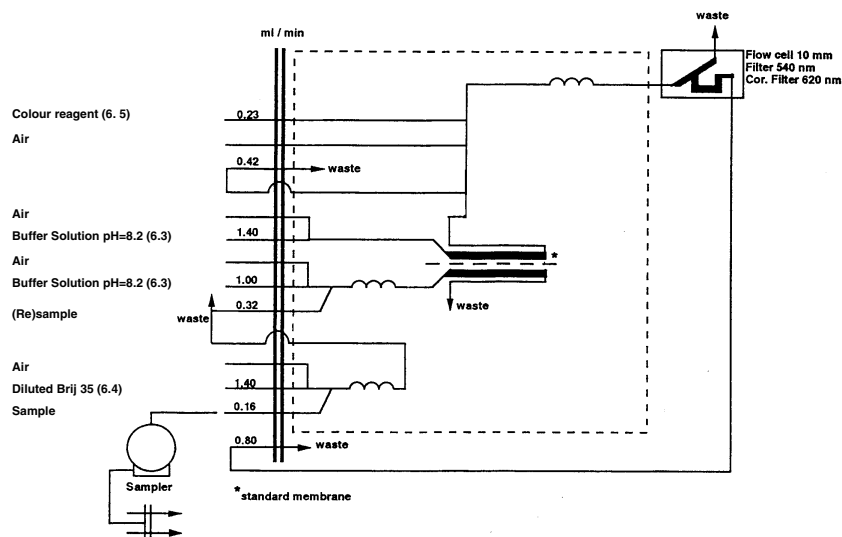 waste
ml / min
Flow cell 10 mm
Filter 540 nm
Cor. Filter 620 nm
Colour reagent (6. 5)
0.23
Air
0.42
waste
Air
Buffer Solution pH=8.2 (6.3)
1.40
*
Air
Buffer Solution pH=8.2 (6.3)
1.00
waste
0.32
(Re)sample
waste
Air
Diluted Brij 35 (6.4)
1.40
Sample
0.16
0.80
waste
Sampler
*standard membrane